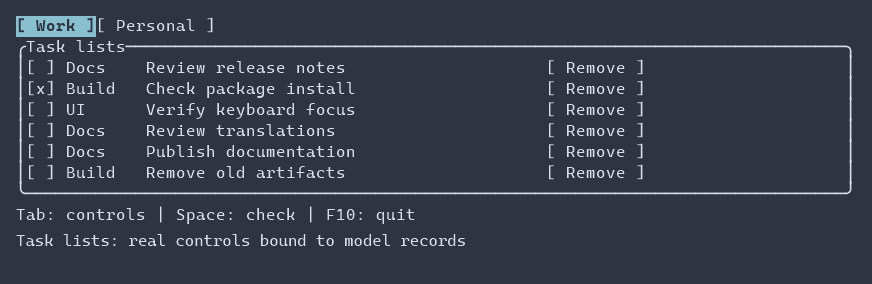 [ Work ][ Personal ]
Task lists
[ ] Docs Review release notes [ Remove ]
[x] Build Check package install [ Remove ]
[ ] UI Verify keyboard focus [ Remove ]
[ ] Docs Review translations [ Remove ]
[ ] Docs Publish documentation [ Remove ]
[ ] Build Remove old artifacts [ Remove ]
Tab: controls | Space: check | F10: quit
Task lists: real controls bound to model records